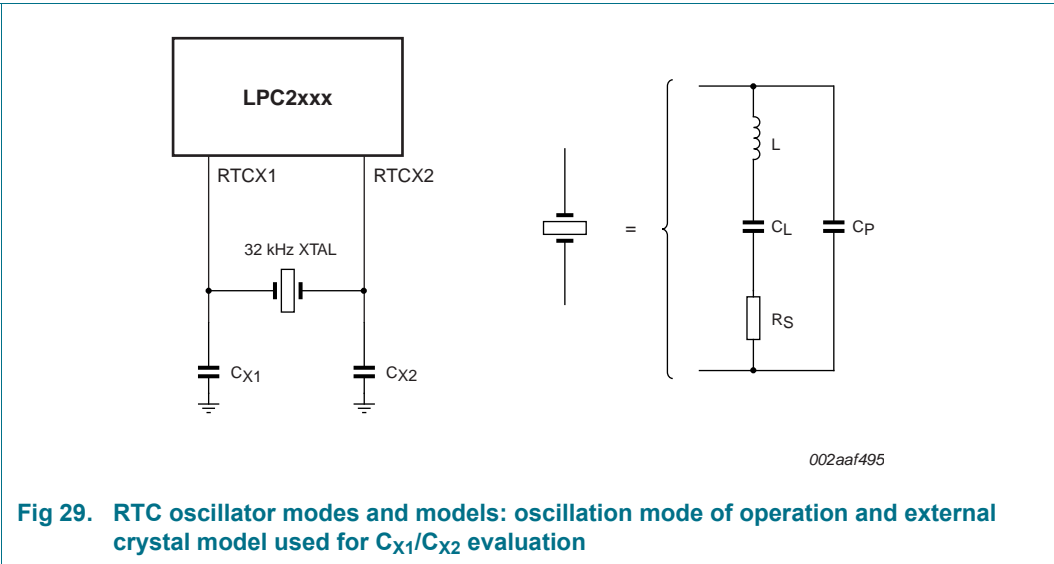 LPC2xxx
RTCX1
RTCX2
32 kHz XTAL
CX1
CX2
=
L
CL
CP
RS
002aaf495
Fig 29. RTC oscillator modes and models: oscillation mode of operation and external
crystal model used for CX1/CX2 evaluation